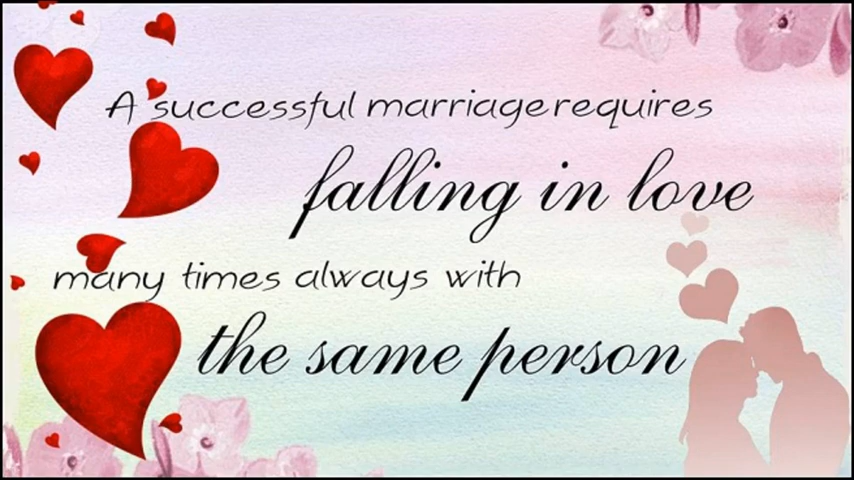 A successful marriage requires
falling in love
many times always with
the same person